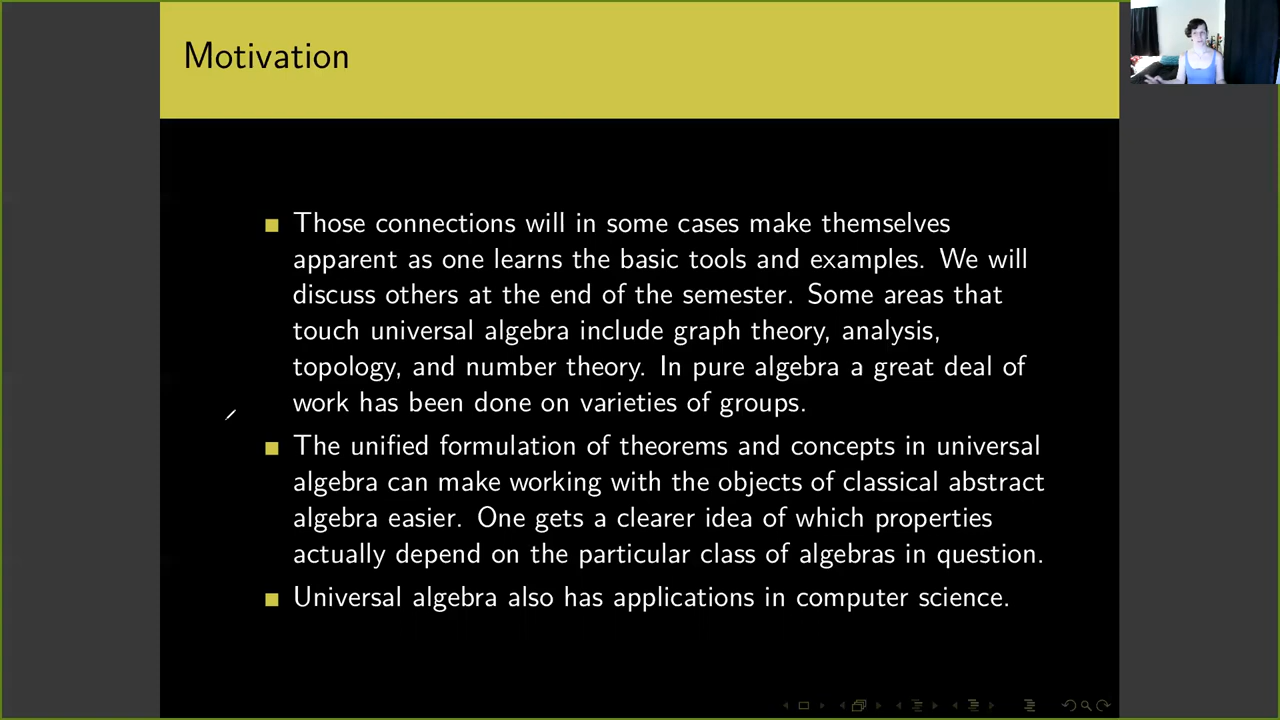 Motivation
Those connections will in some cases make themselves
apparent as one learns the basic tools and examples. We will
discuss others at the end of the semester. Some areas that
touch universal algebra include graph theory, analysis,
topology, and number theory. In pure algebra a great deal of
work has been done on varieties of groups.
The unified formulation of theorems and concepts in universal
algebra can make working with the objects of classical abstract
algebra easier. One gets a clearer idea of which properties
actually depend on the particular class of algebras in question.
Universal algebra also has applications in computer science.